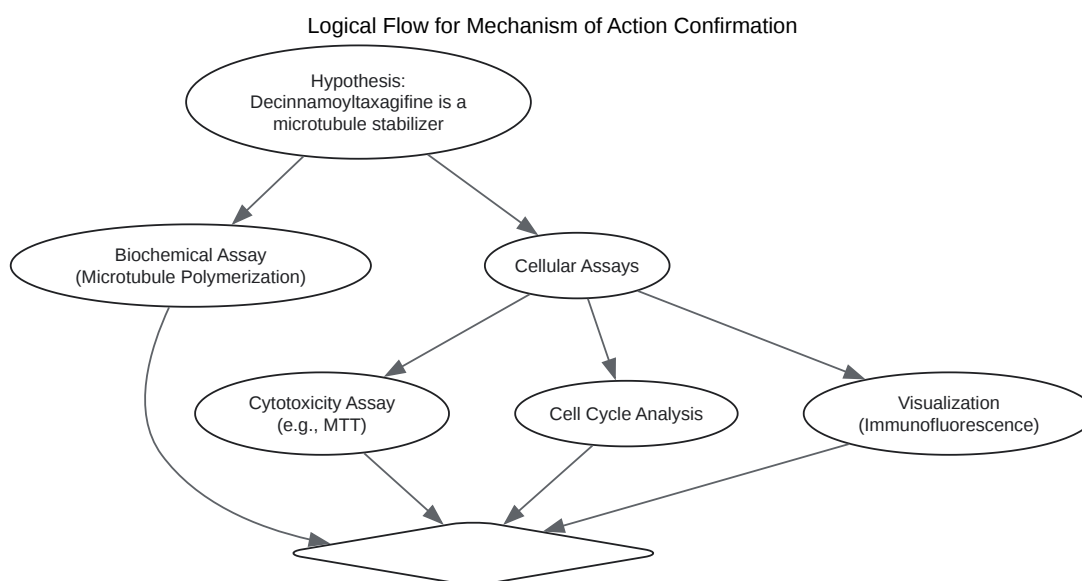 Logical Flow for Mechanism of Action Confirmation
Hypothesis:
Decinnamoyltaxagifine is a
microtubule stabilizer
Biochemical Assay
(Microtubule Polymerization)
Cellular Assays
Cytotoxicity Assay
(e.g., MTT)
Cell Cycle Analysis
Visualization
(Immunofluorescence)